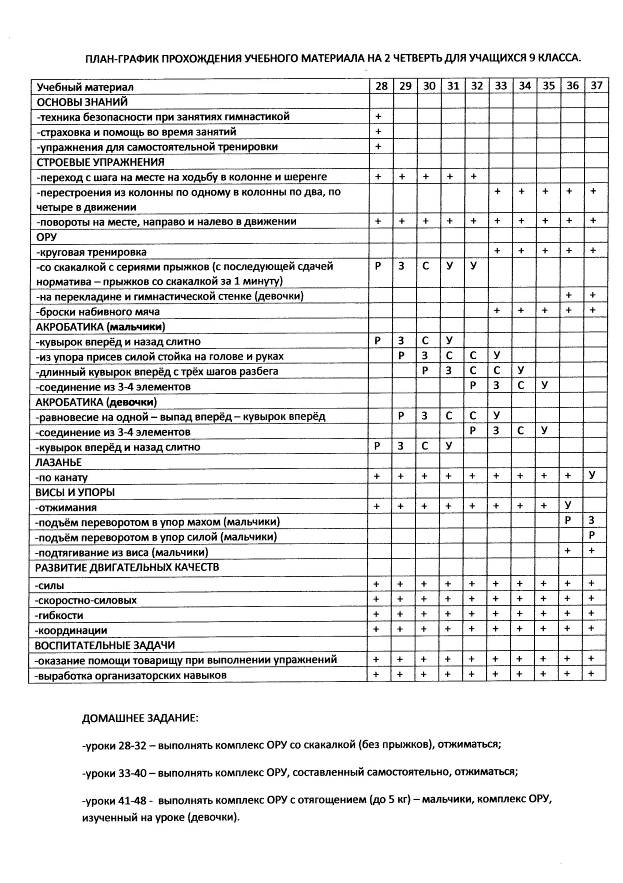 ПЛАН-ГРАФИК ПРОХОЖДЕНИЯ УЧЕБНОГО МАТЕРИАЛА НА 2 ЧЕТВЕРТЬ ДЛЯ УЧАЩИХСЯ 9 КЛАССА.
Учебный материал 28 29 30 31 32 33 34 35 36 37
ОСНОВЫ ЗНАНИЙ
-техника безопасности при занятиях гимнастикой +
-страховка и помощь во время занятий +
-упражнения для самостоятельной тренировки +
СТРОЕВЫЕ УПРАЖНЕНИЯ
-переход с шага на месте на ходьбу в колонне и шеренге + + + + +
-перестроения из колонны по одному в колонны по два, по + + + + +
четыре в движении
-повороты на месте, направо и налево в движении + + + + + + + + + +
ОРУ
-круговая тренировка + + + + +
-со скакалкой с сериями прыжков (с последующей сдачей Р З С У У
норматива – прыжков со скакалкой за 1 минуту)
-на перекладине и гимнастической стенке (девочки) + +
-броски набивного мяча + + + + +
АКРОБАТИКА (мальчики)
-кувырок вперёд и назад слитно Р З С У
-из упора присев силой стойка на голове и руках Р З С С У
-длинный кувырок вперёд с трёх шагов разбега Р З С С У
-соединение из 3-4 элементов Р З С У
АКРОБАТИКА (девочки)
-равновесие на одной – выпад вперёд – кувырок вперёд Р З С С У
-соединение из 3-4 элементов Р З С У
-кувырок вперёд и назад слитно Р З С У
ЛАЗАНЬЕ
-по канату + + + + + + + + + У
ВИСЫ И УПОРЫ
-отжимания + + + + + + + + У
-подъём переворотом в упор махом (мальчики) Р З
-подъём переворотом в упор силой (мальчики) Р
-подтягивание из виса (мальчики) + +
РАЗВИТИЕ ДВИГАТЕЛЬНЫХ КАЧЕСТВ
-силы + + + + + + + + + +
-скоростно-силовых + + + + + + + + + +
-гибкости + + + + + + + + + +
-координации + + + + + + + + + +
ВОСПИТАТЕЛЬНЫЕ ЗАДАЧИ
-оказание помощи товарищу при выполнении упражнений + + + + + + + + + +
-выработка организаторских навыков + + + + + + + + + +
ДОМАШНЕЕ ЗАДАНИЕ:
-уроки 28-32 – выполнять комплекс ОРУ со скакалкой (без прыжков), отжиматься;
-уроки 33-40 – выполнять комплекс ОРУ, составленный самостоятельно, отжиматься;
-уроки 41-48 - выполнять комплекс ОРУ с отягощением (до 5 кг) – мальчики, комплекс ОРУ,
изученный на уроке (девочки).